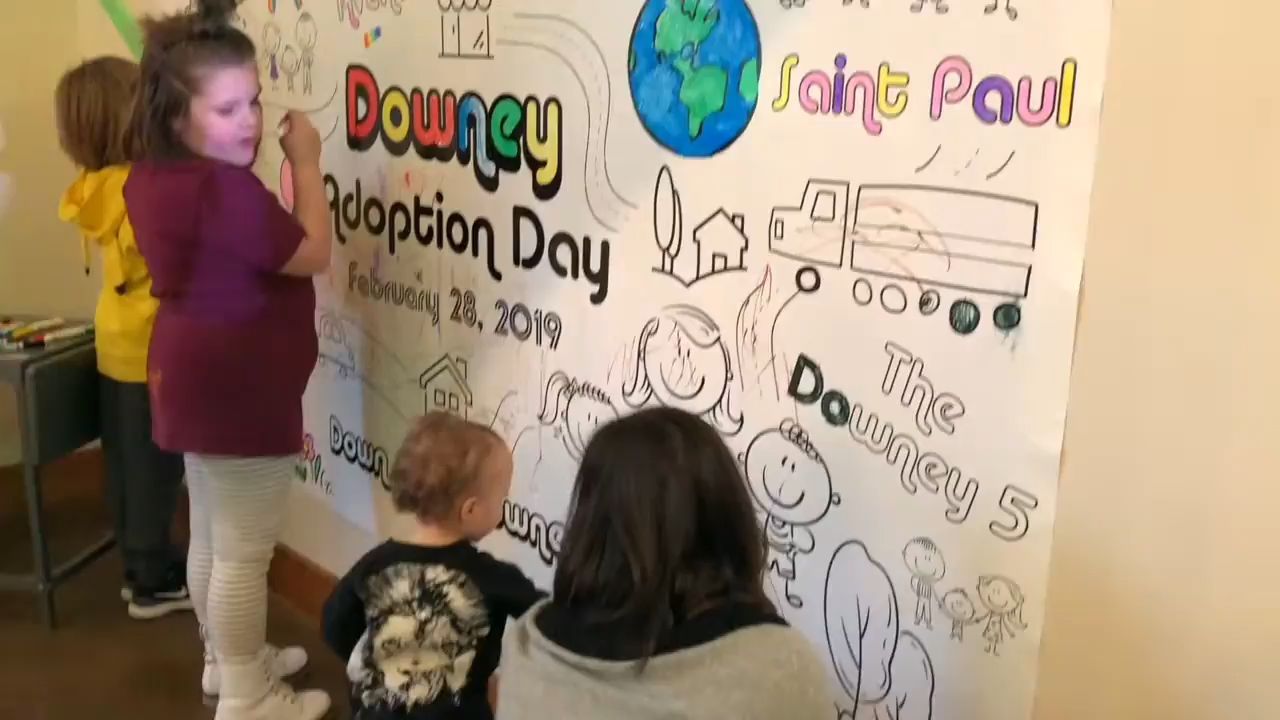 Saint Paul
Downey
Adoption Day
February 28, 2019
The
Downey 5